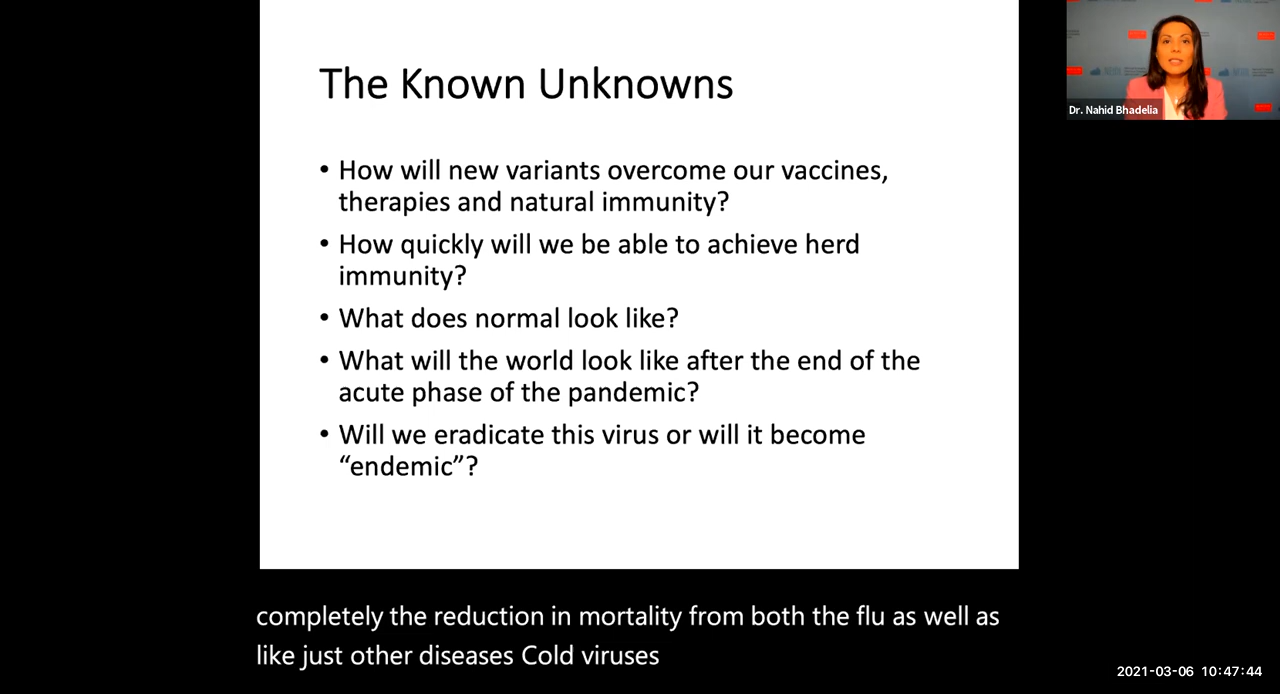 The Known Unknowns
• How will new variants overcome our vaccines,
therapies and natural immunity?
• How quickly will we be able to achieve herd
immunity?
• What does normal look like?
• What will the world look like after the end of the
acute phase of the pandemic?
• Will we eradicate this virus or will it become
“endemic”?
Dr. Nahid Bhadelia
completely the reduction in mortality from both the flu as well as
like just other diseases Cold viruses
2021-03-06 10:47:44